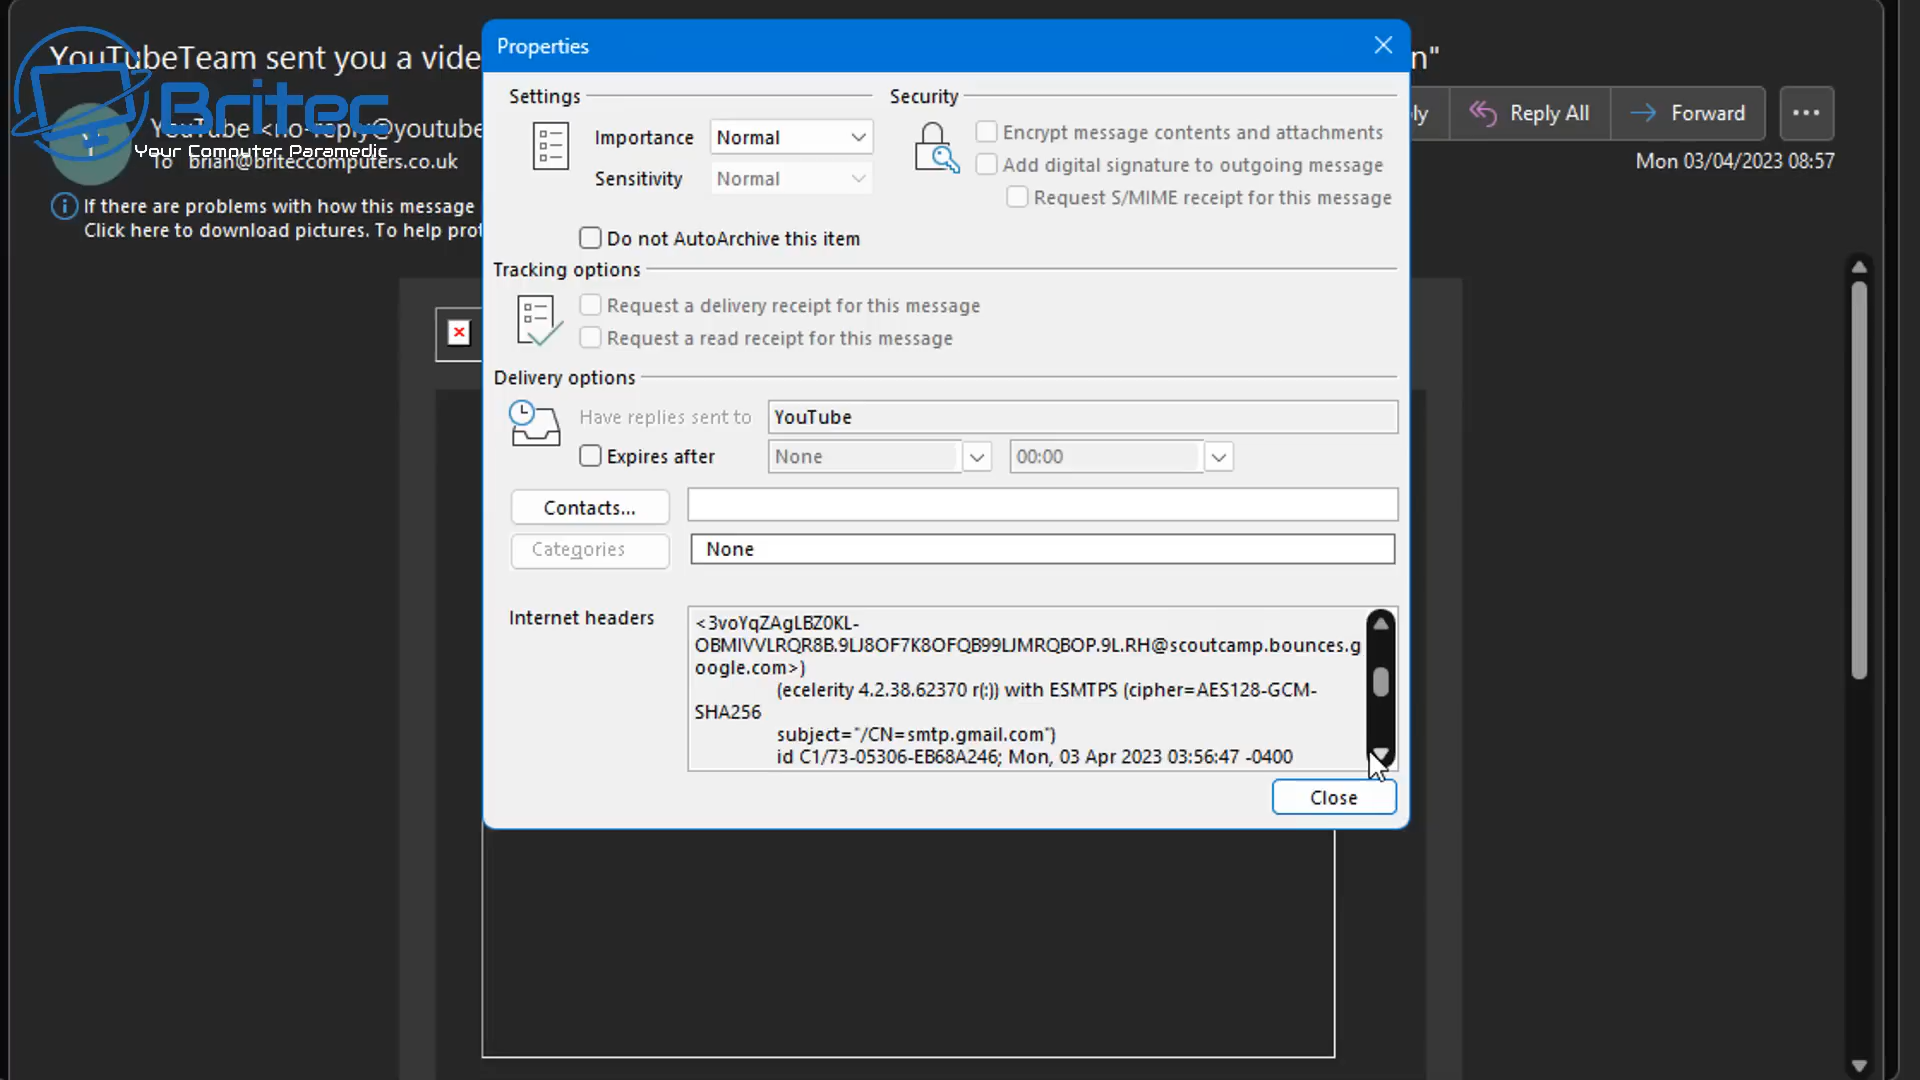 YouTubeTeam sent you a vide
n"
Britec
Your Computer Paramedic
YouTube <no-reply@youtube
To brian@briteccomputers.co.uk
ly
Reply All
Forward
Mon 03/04/2023 08:57
If there are problems with how this message
Click here to download pictures. To help prot
Properties
Settings
Importance
Normal
Sensitivity
Normal
Do not AutoArchive this item
Security
Encrypt message contents and attachments
Add digital signature to outgoing message
Request S/MIME receipt for this message
Tracking options
Request a delivery receipt for this message
Request a read receipt for this message
Delivery options
Have replies sent to
YouTube
Expires after
None
00:00
Contacts...
Categories
None
Internet headers
<3voYqZAgLBZ0KL-
OBMIVVLRQR8B.9LJ8OF7K8OFQB99LJMRQBOP.9L.RH@scoutcamp.bounces.g
oogle.com>)
(ecelerity 4.2.38.62370 r(:)) with ESMTPS (cipher=AES128-GCM-
SHA256
subject="/CN=smtp.gmail.com")
id C1/73-05306-EB68A246; Mon, 03 Apr 2023 03:56:47 -0400
Close